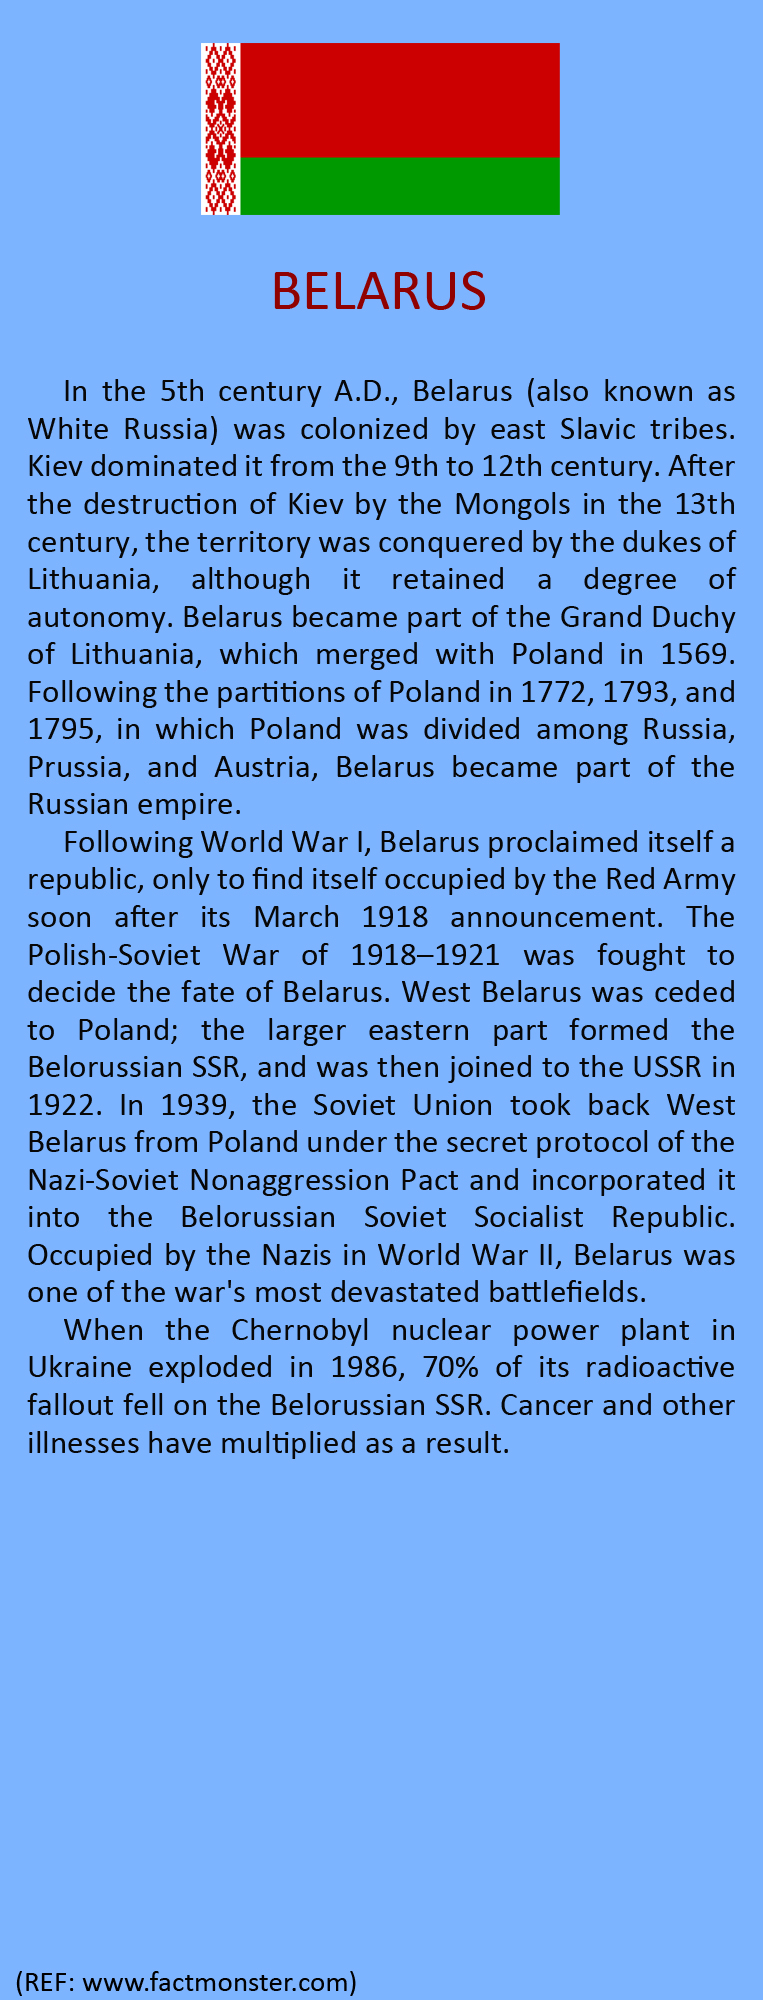 BELARUS
In the 5th century A.D., Belarus (also known as
White Russia) was colonized by east Slavic tribes.
Kiev dominated it from the 9th to 12th century. After
the destruction of Kiev by the Mongols in the 13th
century, the territory was conquered by the dukes of
Lithuania, although it retained a degree of
autonomy. Belarus became part of the Grand Duchy
of Lithuania, which merged with Poland in 1569.
Following the partitions of Poland in 1772, 1793, and
1795, in which Poland was divided among Russia,
Prussia, and Austria, Belarus became part of the
Russian empire.
Following World War I, Belarus proclaimed itself a
republic, only to find itself occupied by the Red Army
soon after its March 1918 announcement. The
Polish-Soviet War of 1918–1921 was fought to
decide the fate of Belarus. West Belarus was ceded
to Poland; the larger eastern part formed the
Belorussian SSR, and was then joined to the USSR in
1922. In 1939, the Soviet Union took back West
Belarus from Poland under the secret protocol of the
Nazi-Soviet Nonaggression Pact and incorporated it
into the Belorussian Soviet Socialist Republic.
Occupied by the Nazis in World War II, Belarus was
one of the war's most devastated battlefields.
When the Chernobyl nuclear power plant in
Ukraine exploded in 1986, 70% of its radioactive
fallout fell on the Belorussian SSR. Cancer and other
illnesses have multiplied as a result.
(REF: www.factmonster.com)